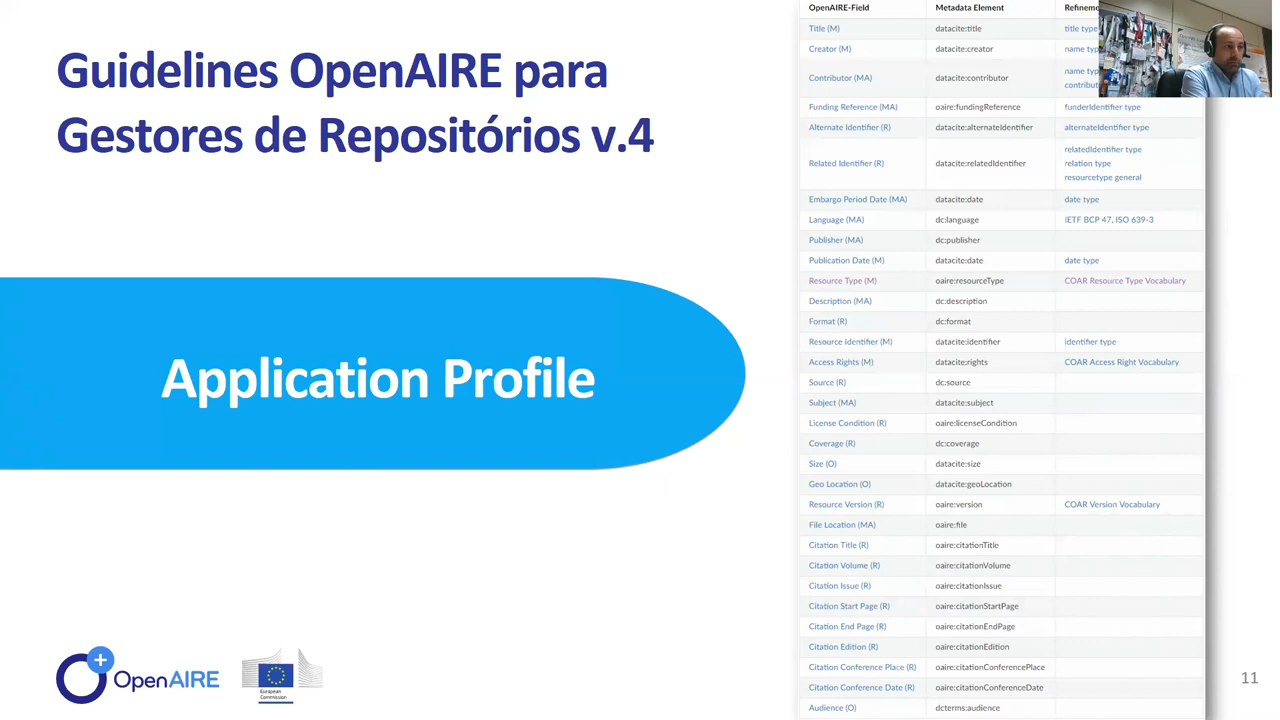 Guidelines OpenAIRE para
Gestores de Repositórios v.4
Application Profile
OpenAIRE
European
Commission
OpenAIRE-Field Metadata Element
Title (M) datacite:title title type
Creator (M) datacite:creator name type
Contributor (MA) datacite:contributor
Funding Reference (MA) oaire:fundingReference funderIdentifier type
Alternate Identifier (R) datacite:alternateIdentifier alternateIdentifier type
Related Identifier (R) datacite:relatedIdentifier relatedIdentifier type
relation type
resourcetype general
Embargo Period Date (MA) datacite:date date type
Language (MA) dc:language IETF BCP 47, ISO 639-3
Publisher (MA) dc:publisher
Publication Date (M) datacite:date date type
Resource Type (M) oaire:resourceType COAR Resource Type Vocabulary
Description (MA) dc:description
Format (R) dc:format
Resource Identifier (M) datacite:identifier identifier type
Access Rights (M) datacite:rights COAR Access Right Vocabulary
Source (R) dc:source
Subject (MA) datacite:subject
License Condition (R) oaire:licenseCondition
Coverage (R) dc:coverage
Size (O) datacite:size
Geo Location (O) datacite:geoLocation
Resource Version (R) oaire:version COAR Version Vocabulary
File Location (MA) oaire:file
Citation Title (R) oaire:citationTitle
Citation Volume (R) oaire:citationVolume
Citation Issue (R) oaire:citationIssue
Citation Start Page (R) oaire:citationStartPage
Citation End Page (R) oaire:citationEndPage
Citation Edition (R) oaire:citationEdition
Citation Conference Place (R) oaire:citationConferencePlace
Citation Conference Date (R) oaire:citationConferenceDate
Audience (O) dcterms:audience
11